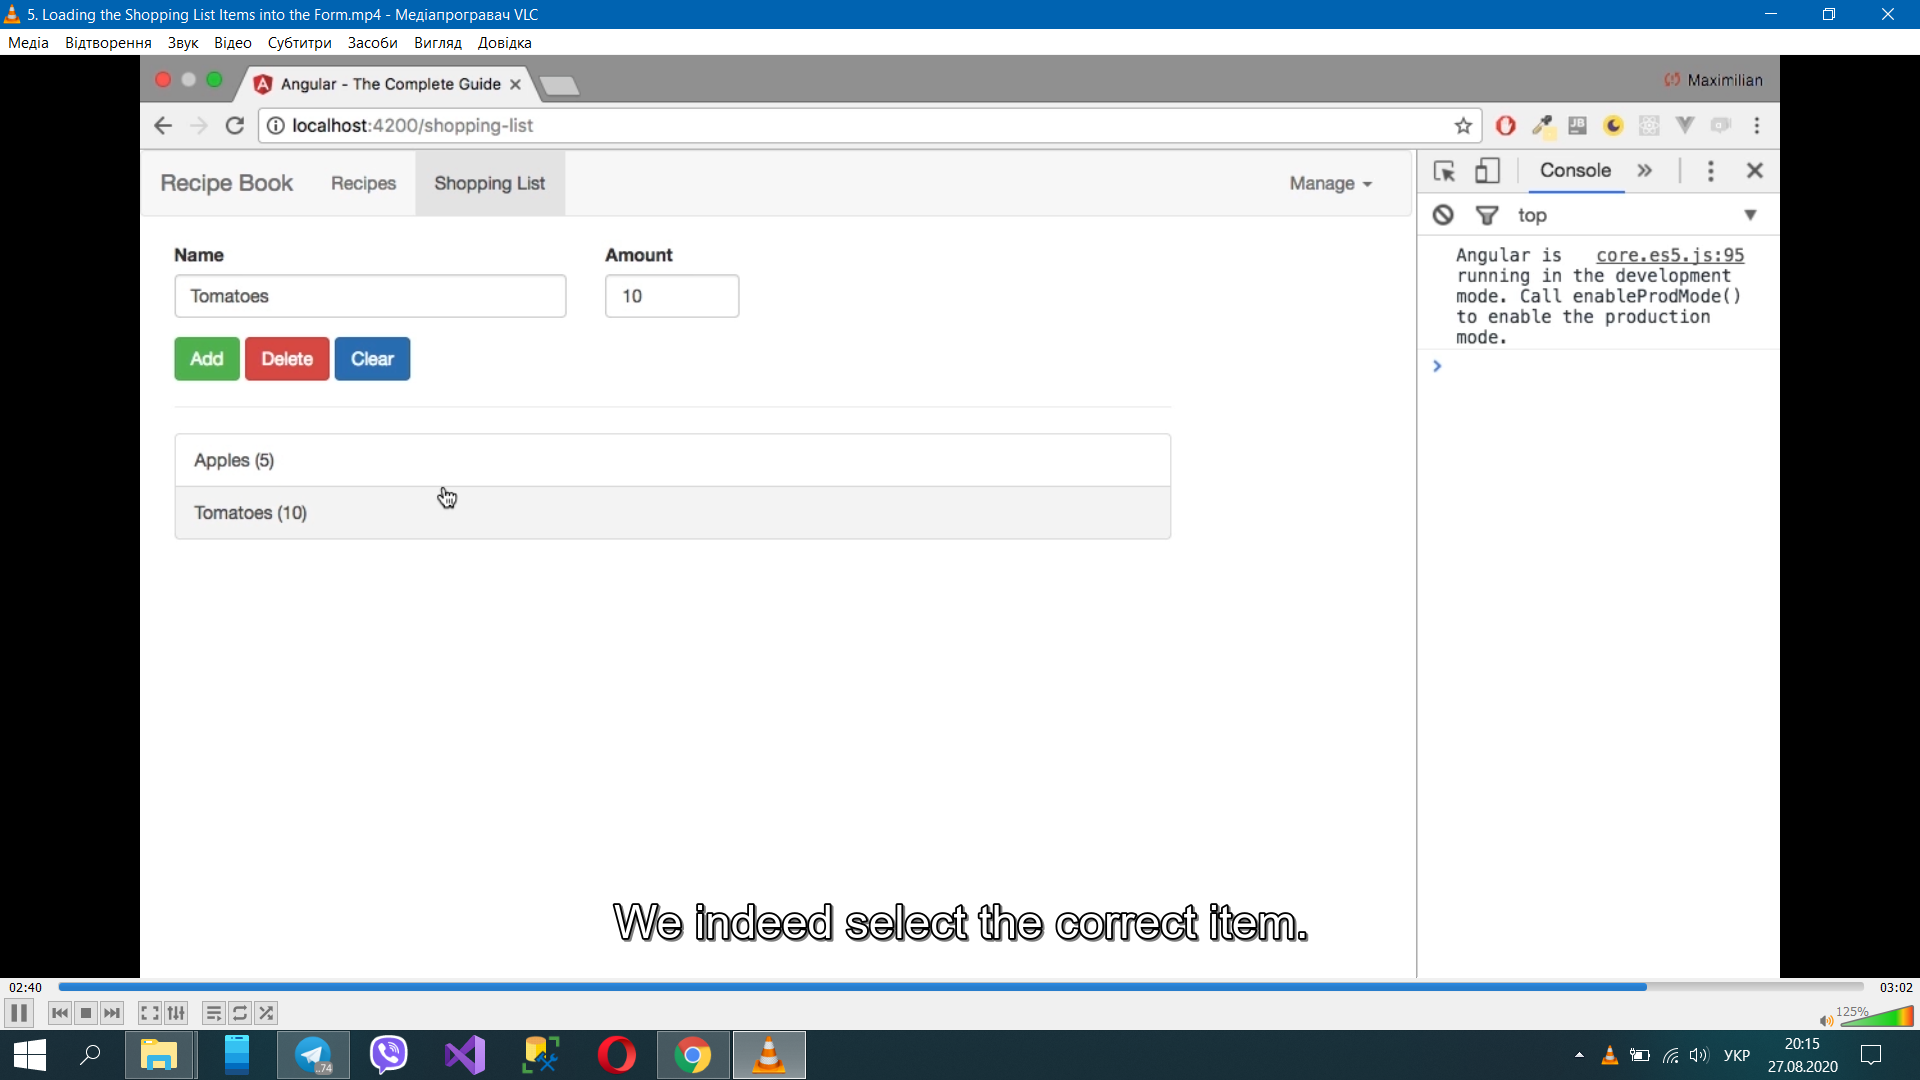 5. Loading the Shopping List Items into the Form.mp4 - Медіапрогравач VLC
Медіа Відтворення Звук Відео Субтитри Засоби Вигляд Довідка
Angular - The Complete Guide
Maximilian
localhost:4200/shopping-list
JB
Recipe Book Recipes Shopping List Manage
Console
top
Name Amount
Tomatoes 10
Add Delete Clear
Apples (5)
Tomatoes (10)
Angular is core.es5.js:95
running in the development
mode. Call enableProdMode()
to enable the production
mode.
We indeed select the correct item.
02:40 03:02
125%
..74
УКР
20:15
27.08.2020